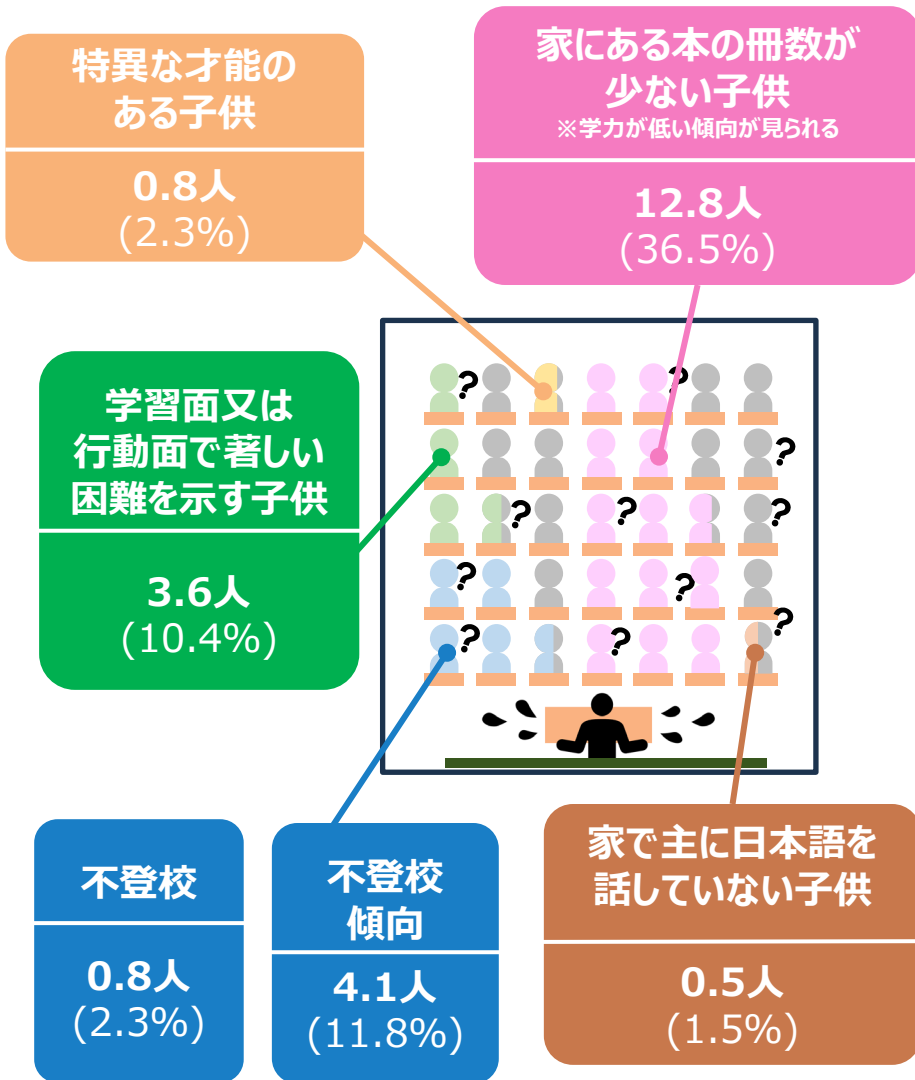 特異な才能の
ある子供
0.8人
(2.3%)
家にある本の冊数が
少ない子供
※学力が低い傾向が見られる
12.8人
(36.5%)
学習面又は
行動面で著しい
困難を示す子供
3.6人
(10.4%)
?
?
?
?
?
?
?
?
?
?
?
不登校
0.8人
(2.3%)
不登校
傾向
4.1人
(11.8%)
家で主に日本語を
話していない子供
0.5人
(1.5%)